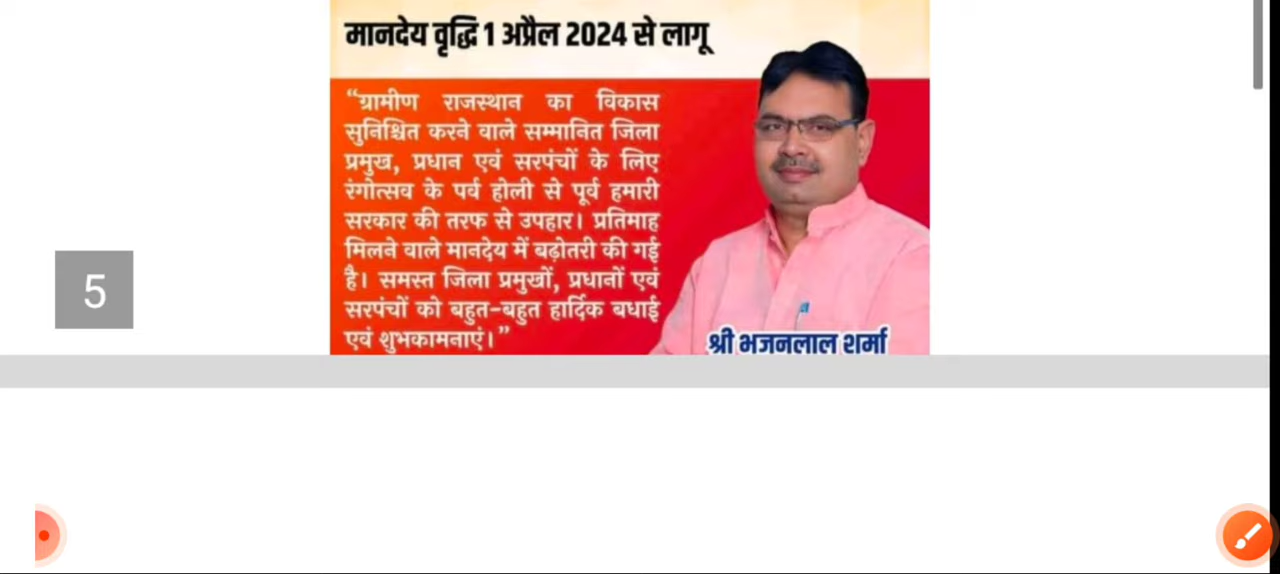 मानदेय वृद्धि 1 अप्रैल 2024 से लागू
“ग्रामीण राजस्थान का विकास
सुनिश्चित करने वाले सम्मानित जिला
प्रमुख, प्रधान एवं सरपंचों के लिए
रंगोत्सव के पर्व होली से पूर्व हमारी
सरकार की तरफ से उपहार। प्रतिमाह
मिलने वाले मानदेय में बढ़ोतरी की गई
है। समस्त जिला प्रमुखों, प्रधानों एवं
सरपंचों को बहुत-बहुत हार्दिक बधाई
एवं शुभकामनाएं।”
श्री भजनलाल शर्मा
5